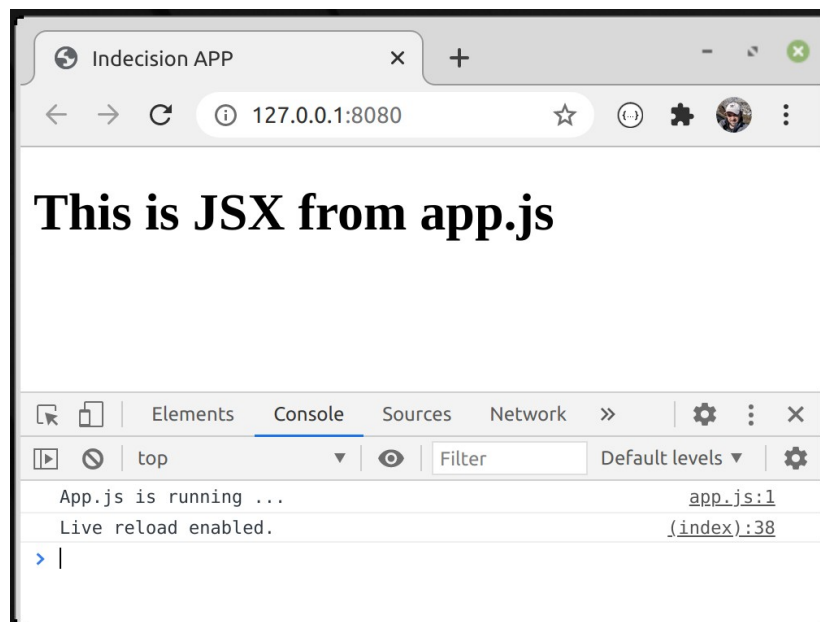 Indecision APP
127.0.0.1:8080
This is JSX from app.js
Elements Console Sources Network
top Filter Default levels
App.js is running ... app.js:1
Live reload enabled. (index):38